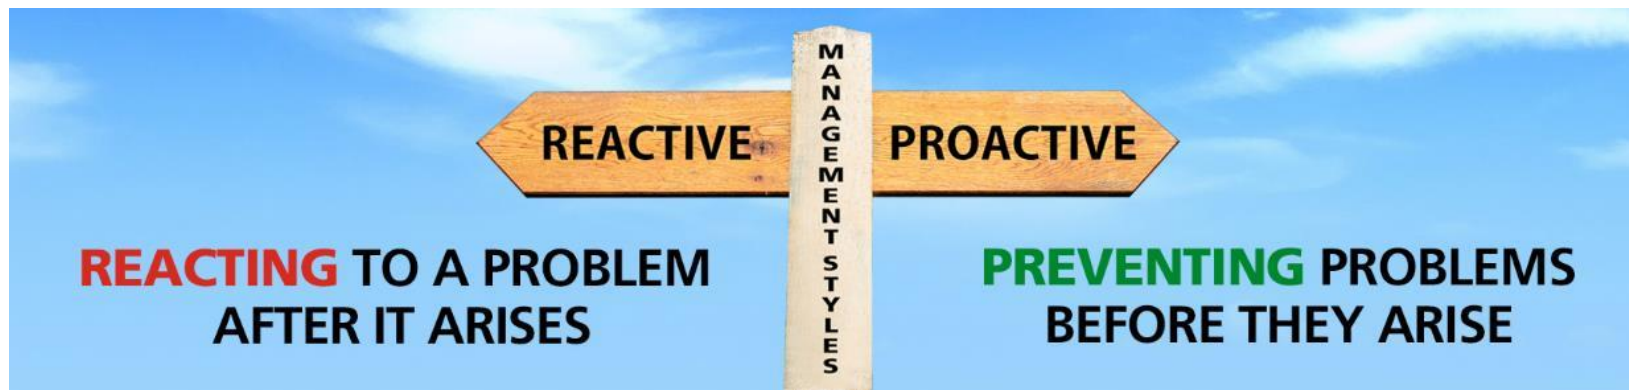 MANAGEMENT STYLES
REACTIVE
PROACTIVE
REACTING TO A PROBLEM
AFTER IT ARISES
PREVENTING PROBLEMS
BEFORE THEY ARISE